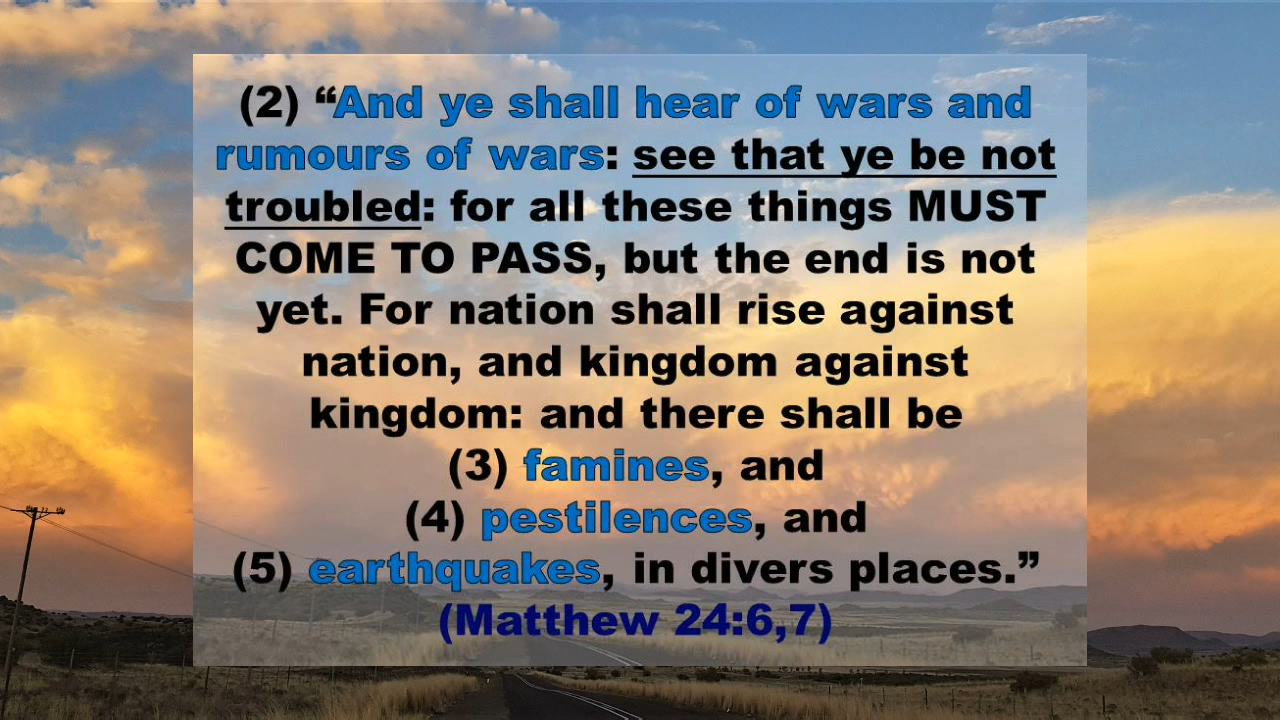 (2) “And ye shall hear of wars and
rumours of wars: see that ye be not
troubled: for all these things MUST
COME TO PASS, but the end is not
yet. For nation shall rise against
nation, and kingdom against
kingdom: and there shall be
(3) famines, and
(4) pestilences, and
(5) earthquakes, in divers places.”
(Matthew 24:6,7)